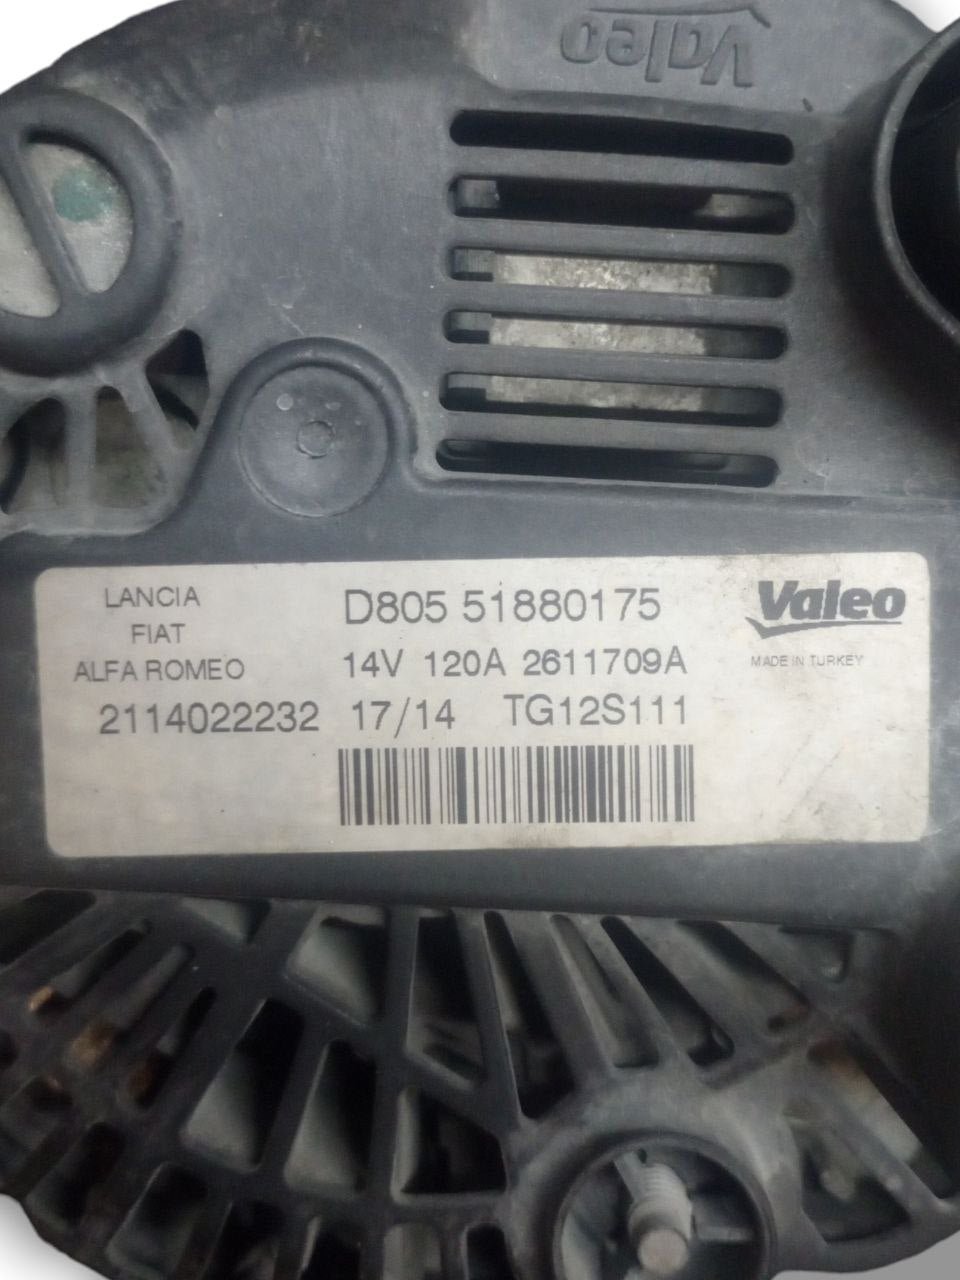 Valeo
LANCIA
FIAT
ALFA ROMEO
D805 51880175
14V 120A 2611709A
2114022232 17/14 TG12S111
Valeo
MADE IN TURKEY